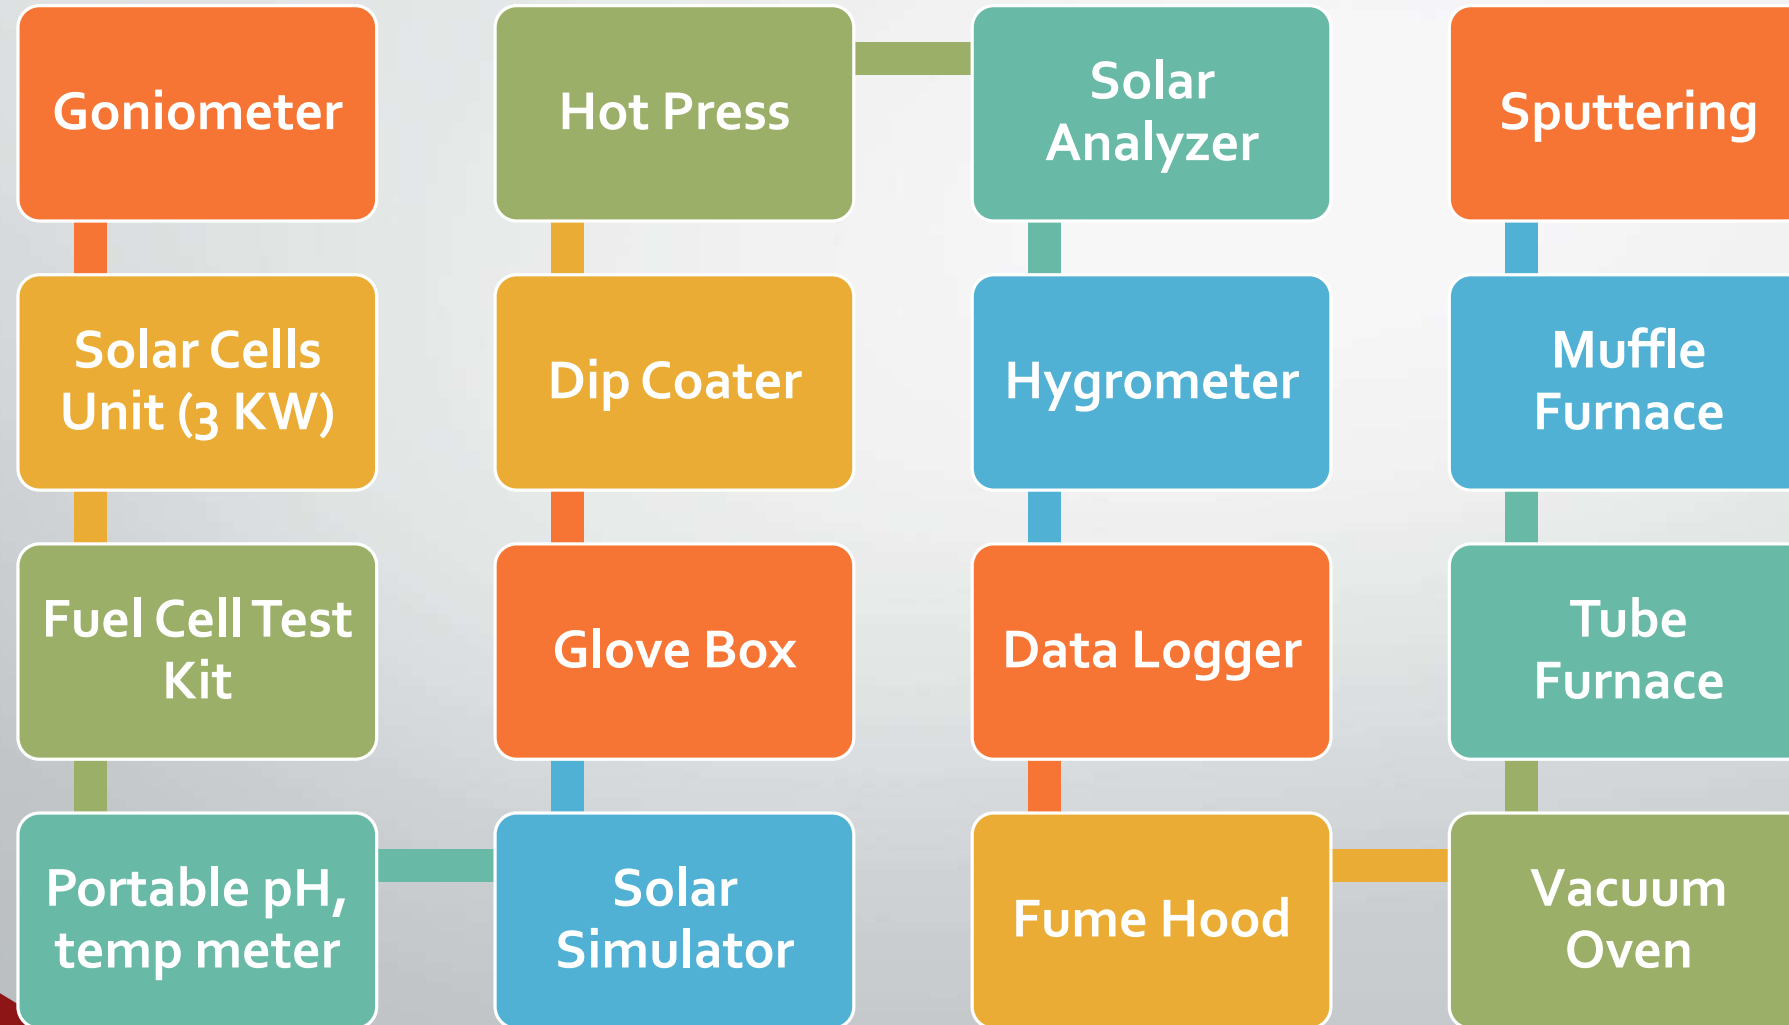 Goniometer
Solar Cells
Unit (3 KW)
Fuel Cell Test
Kit
Portable pH,
temp meter
Solar
Simulator
Glove Box
Dip Coater
Hot Press
Solar
Analyzer
Hygrometer
Data Logger
Fume Hood
Vacuum
Oven
Tube
Furnace
Muffle
Furnace
Sputtering